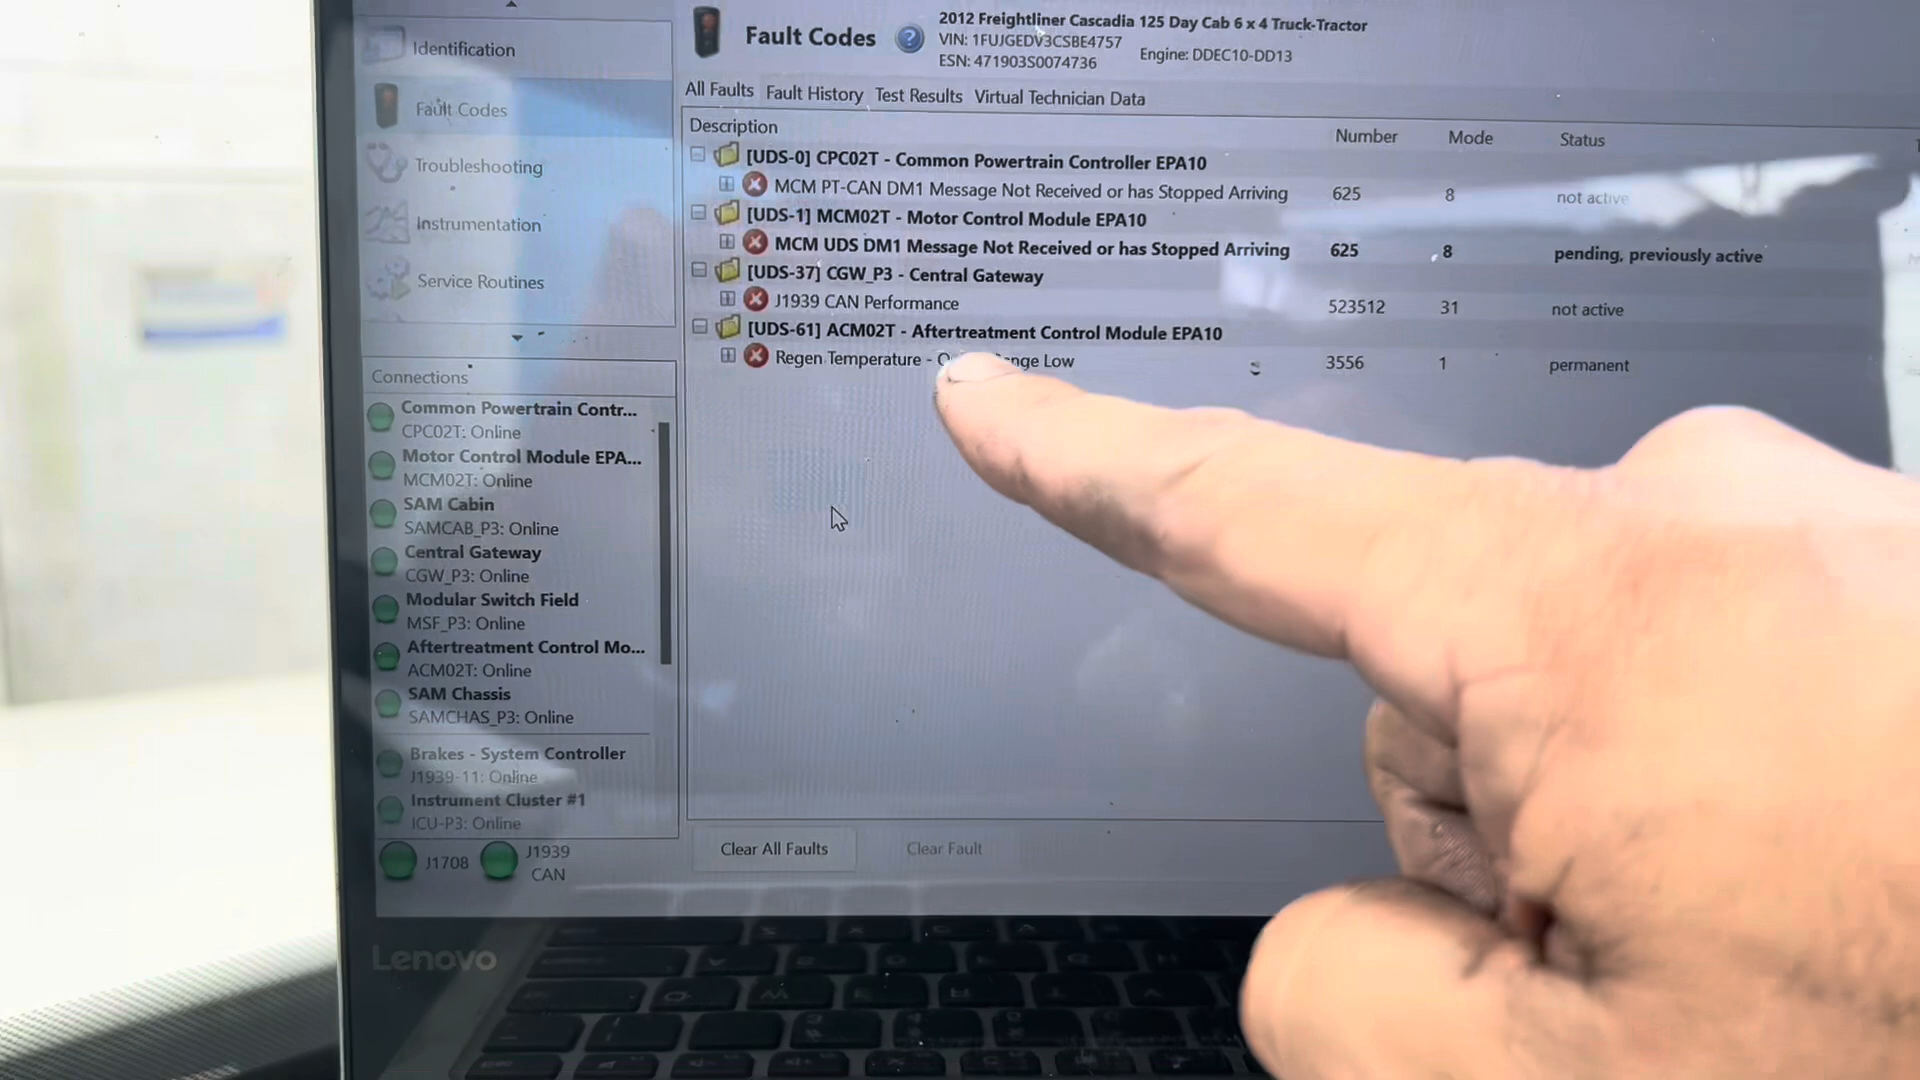 Identification
Fault Codes
Troubleshooting
Instrumentation
Service Routines
Connections
Common Powertrain Contr...
CPC02T: Online
Motor Control Module EPA...
MCM02T: Online
SAM Cabin
SAMCAB_P3: Online
Central Gateway
CGW_P3: Online
Modular Switch Field
MSF_P3: Online
Aftertreatment Control Mo...
ACM02T: Online
SAM Chassis
SAMCHAS_P3: Online
Brakes - System Controller
J1939-11: Online
Instrument Cluster #1
ICU-P3: Online
J1708
J1939
CAN
Fault Codes
2012 Freightliner Cascadia 125 Day Cab 6 x 4 Truck-Tractor
VIN: 1FUJGEDV3CSBE4757
ESN: 471903S0074736
Engine: DDEC10-DD13
All Faults Fault History Test Results Virtual Technician Data
Description Number Mode Status
[UDS-0] CPC02T - Common Powertrain Controller EPA10
MCM PT-CAN DM1 Message Not Received or has Stopped Arriving 625 8 not active
[UDS-1] MCM02T - Motor Control Module EPA10
MCM UDS DM1 Message Not Received or has Stopped Arriving 625 8 pending, previously active
[UDS-37] CGW_P3 - Central Gateway
J1939 CAN Performance 523512 31 not active
[UDS-61] ACM02T - Aftertreatment Control Module EPA10
Regen Temperature - Low 3556 1 permanent
Clear All Faults
Clear Fault
Lenovo